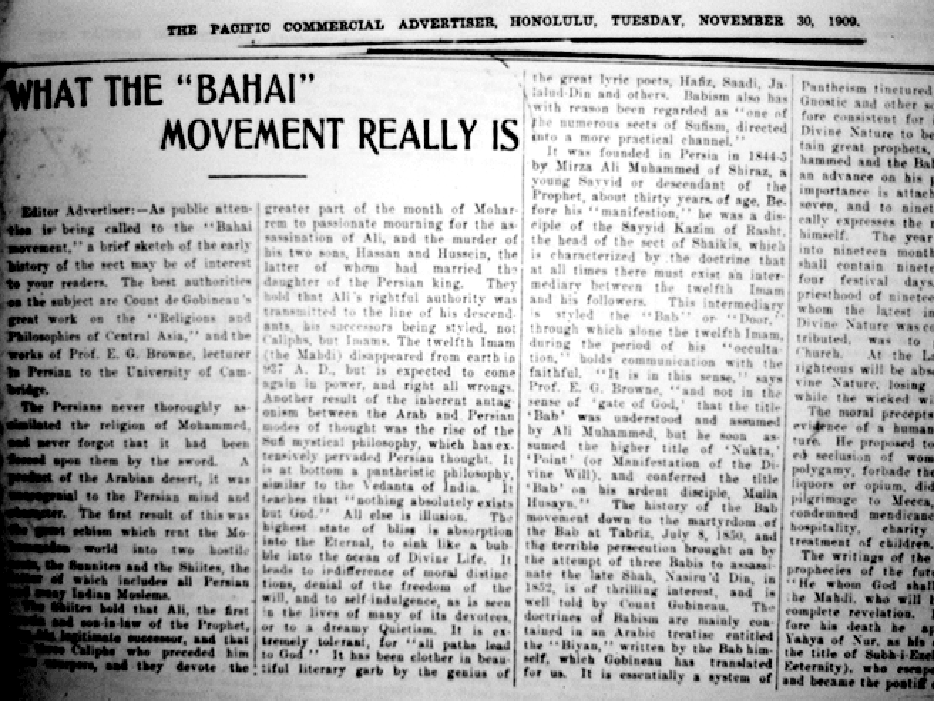 THE PACIFIC COMMERCIAL ADVERTISER, HONOLULU, TUESDAY, NOVEMBER 30, 1909.
WHAT THE "BAHAI"
MOVEMENT REALLY IS
Editor Advertiser:—As public atten-
tion is being called to the "Bahai
movement," a brief sketch of the early
history of the sect may be of interest
to your readers. The best authorities
on the subject are Count de Gobineau's
great work on the "Religions and
Philosophies of Central Asia," and the
works of Prof. E. G. Browne, lecturer
in Persian to the University of Cam-
bridge.
The Persians never thoroughly as-
similated the religion of Mohammed,
and never forgot that it had been
forced upon them by the sword. A
product of the Arabian desert, it was
uncongenial to the Persian mind and
character. The first result of this was
the great schism which rent the Mo-
world into two hostile
the Sunnites and the Shiites, the
of which includes all Persian
and many Indian Moslems.
The Shiites hold that Ali, the first
and son-in-law of the Prophet,
his legitimate successor, and that
three Caliphs who preceded him
and they devote the
greater part of the month of Mohar-
rem to passionate mourning for the as-
sassination of Ali, and the murder of
his two sons, Hassan and Hussein, the
latter of whom had married the
daughter of the Persian king. They
hold that Ali's rightful authority was
transmitted to the line of his descend-
ants, his successors being styled, not
Caliphs, but Imams. The twelfth Imam
(the Mahdi) disappeared from earth in
937 A. D., but is expected to come
again in power, and right all wrongs.
Another result of the inherent antag-
onism between the Arab and Persian
modes of thought was the rise of the
Sufi mystical philosophy, which has ex-
tensively pervaded Persian thought. It
is at bottom a pantheistic philosophy,
similar to the Vedanta of India. It
teaches that "nothing absolutely exists
but God." All else is illusion. The
highest state of bliss is absorption
into the Eternal, to sink like a bub
ble into the ocean of Divine Life. It
leads to indifference of moral distinc
tions, denial of the freedom of the
will, and to self-indulgence, as is seen
in the lives of many of its devotees,
or to a dreamy Quietism. It is ex-
tremely tolerant, for "all paths lead
to God" It has been clother in beau-
tiful literary garb by the genius of
the great lyric poets, Hafiz, Saadi, Ja-
lalud-Din and others. Babism also has
with reason been regarded as "one of
the numerous sects of Sufism, directed
into a more practical channel."
It was founded in Persia in 1844-5
by Mirza Ali Muhammed of Shiraz, a
young Sayyid or descendant of the
Prophet, about thirty years of age, Be-
fore his "manifestion," he was a dis-
ciple of the Sayyid Kazim of Rasht,
the head of the sect of Shaikis, which
is characterized by the doctrine that
at all times there must exist an inter-
mediary between the twelfth Imam
and his followers. This intermediary
is styled the "Bab" or "Door,"
through which alone the twelfth Imam,
during the period of his "occulta-
tion," holds communication with the
faithful. "It is in this sense," says
Prof. E. G. Browne, "and not in the
sense of 'gate of God,' that the title
'Bab' was understood and assumed
by Ali Muhammed, but he soon as-
sumed the higher title of 'Nukta,'
'Point' (or Manifestation of the Di-
vine Will), and conferred the title
'Bab' on his ardent disciple, Mulla
Husayn." The history of the Bab
movement down to the martyrdom of
the Bab at Tabriz, July 8, 1850, and
the terrible persecution brought on by
the attempt of three Babis to assassi-
nate the late Shah, Nasiru'd Din, in
1852, is of thrilling interest, and is
well told by Count Gobineau. The
doctrines of Babism are mainly con-
tained in an Arabic treatise entitled
the "Biyan," written by the Bab him-
self, which Gobineau has translated
for us. It is essentially a system of
Pantheism tinctured
Gnostic and other
fore consistent for
Divine Nature to be
tain great prophets,
hammed and the Bab
an advance on his
importance is attach
seven, and to ninet
cally expresses the
himself. The year
into nineteen month
shall contain ninete
four festival days,
priesthood of nineteen
whom the latest in
Divine Nature was co
tributed, was to
Church. At the La
righteous will be abs
vine Nature, losing
while the wicked wi
The moral precepts
evidence of a human
ture. He proposed to
ed seclusion of wom
polygamy, forbade the
liquors or opium, did
pilgrimage to Mecca,
condemned mendicanc
hospitality, charity
treatment of children.
The writings of the
prophecies of the futu
"He whom God shall
he Mahdi, who will
complete revelation.
fore his death he ap
Yahya of Nur, as his
the title of Subh-i-Ezel
Eeternity), who escape
and became the pontiff